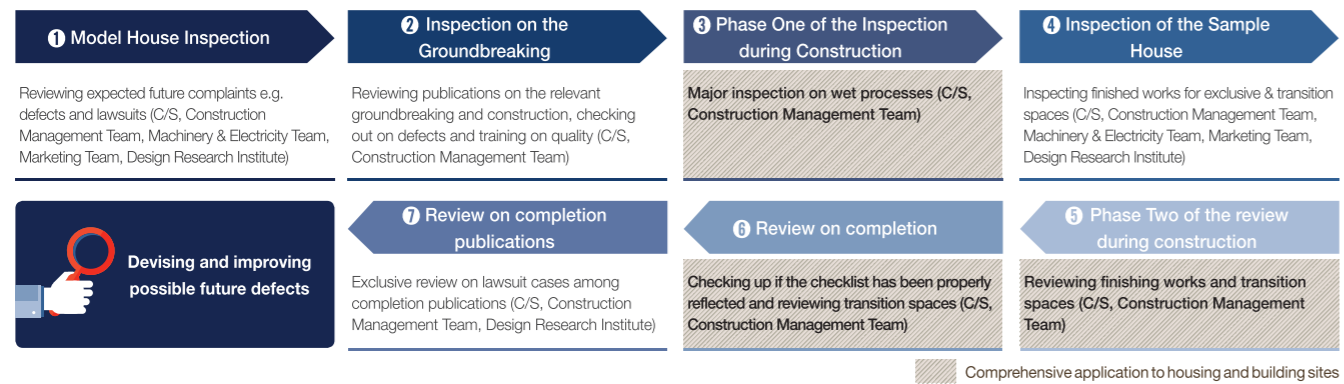 ❶ Model House Inspection
Reviewing expected future complaints e.g.
defects and lawsuits (C/S, Construction
Management Team, Machinery & Electricity Team,
Marketing Team, Design Research Institute)
❷ Inspection on the
Groundbreaking
Reviewing publications on the relevant
groundbreaking and construction, checking
out on defects and training on quality (C/S,
Construction Management Team)
❸ Phase One of the Inspection
during Construction
Major inspection on wet processes (C/S,
Construction Management Team)
❹ Inspection of the Sample
House
Inspecting finished works for exclusive & transition
spaces (C/S, Construction Management Team,
Machinery & Electricity Team, Marketing Team,
Design Research Institute)
❺ Phase Two of the review
during construction
Reviewing finishing works and transition
spaces (C/S, Construction Management
Team)
❻ Review on completion
Checking up if the checklist has been properly
reflected and reviewing transition spaces (C/S,
Construction Management Team)
❼ Review on completion
publications
Exclusive review on lawsuit cases among
completion publications (C/S, Construction
Management Team, Design Research Institute)
Devising and improving
possible future defects
Comprehensive application to housing and building sites